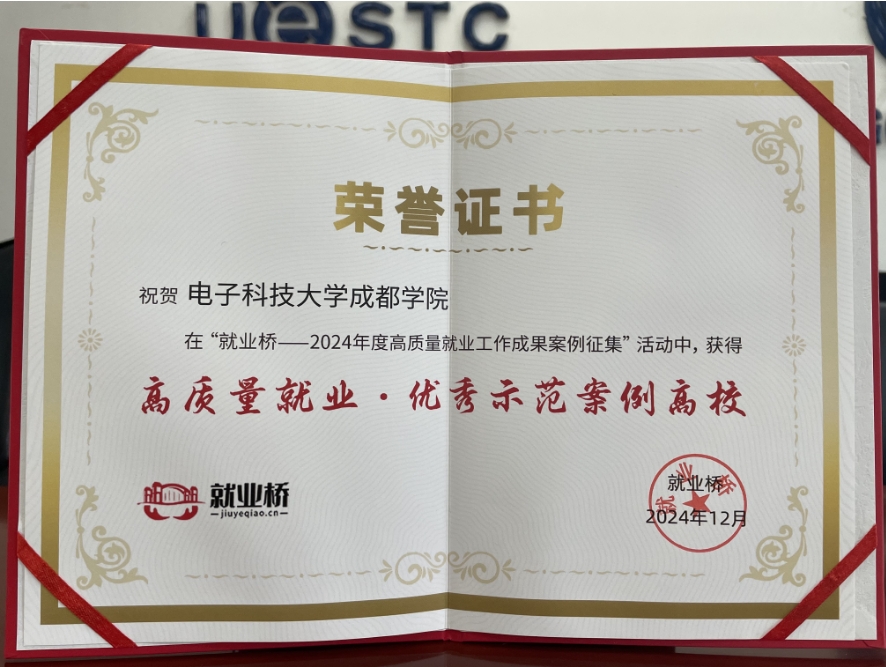 UESTC
荣誉证书
祝贺 电子科技大学成都学院
在“就业桥——2024年度高质量就业工作成果案例征集”活动中，获得
高质量就业·优秀示范案例高校
就业桥
jiuyeqiao.cn
就业桥
就业桥
2024年12月